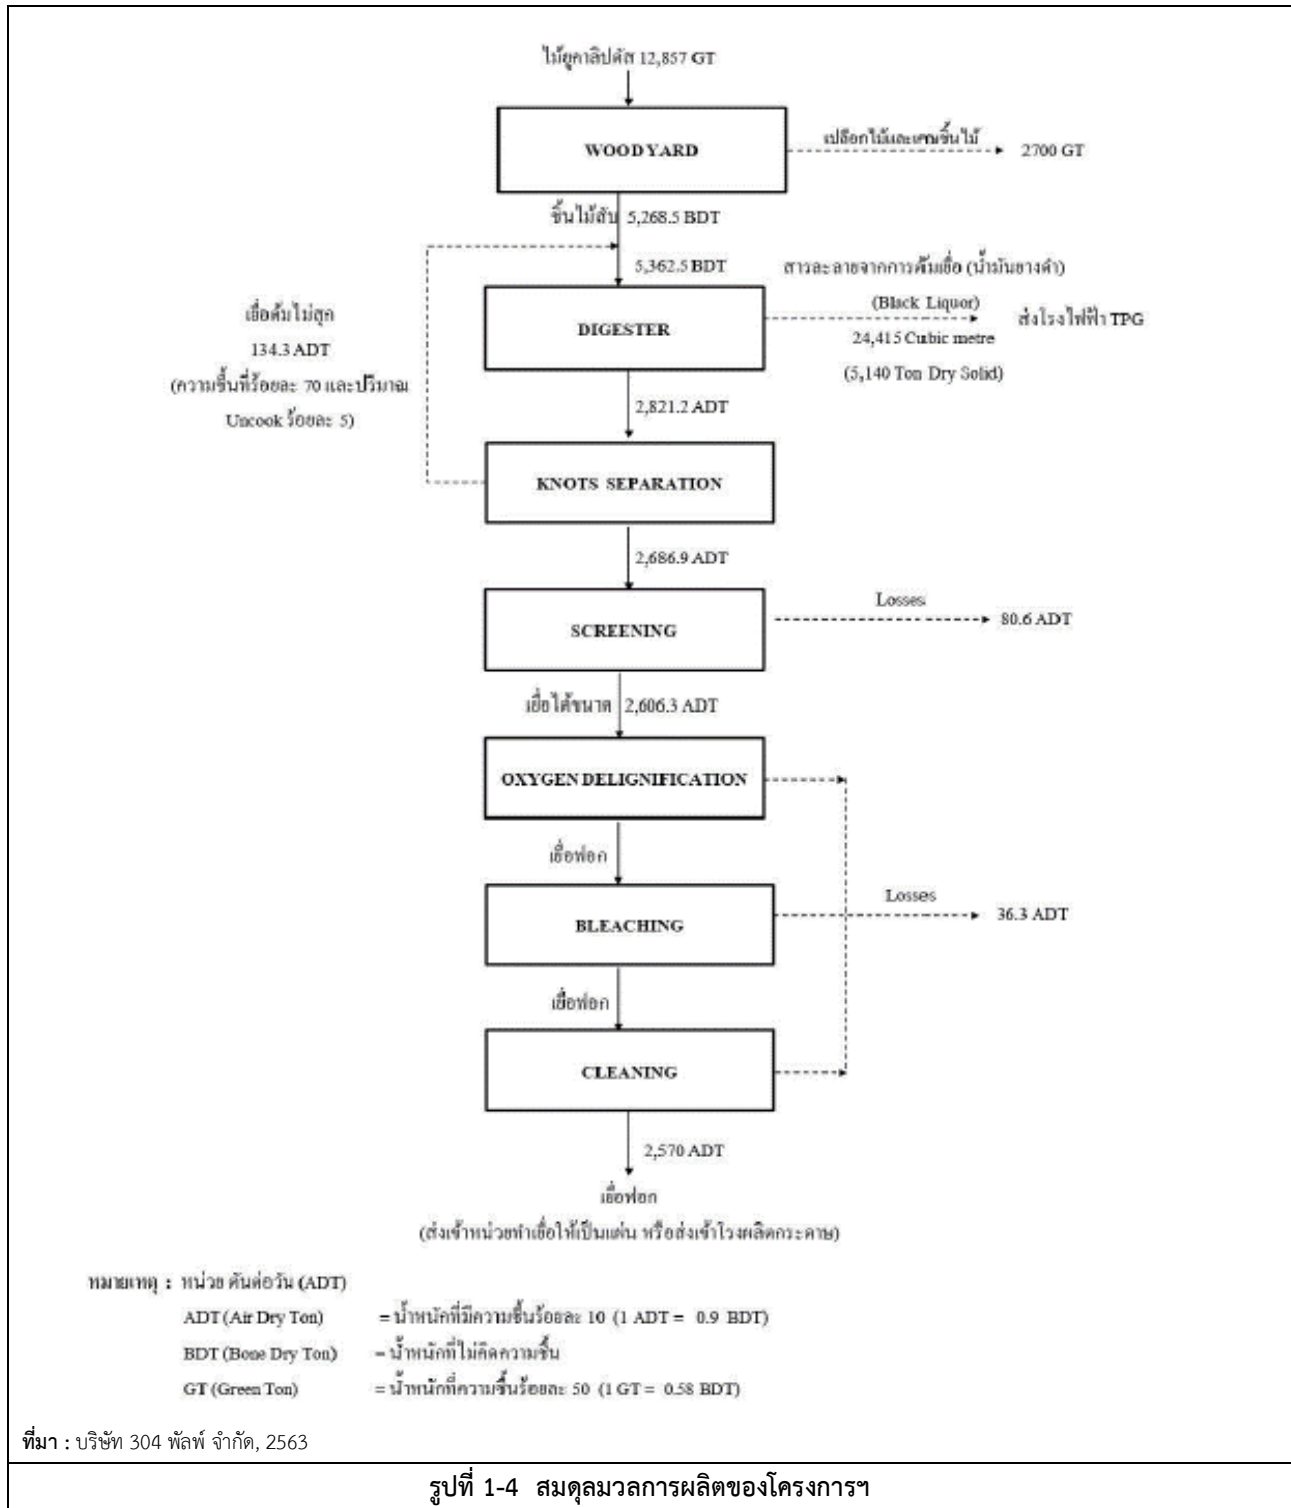 ไม้ยูคาลิปตัส 12,857 GT
WOODYARD
เปลือกไม้และเศษชิ้นไม้
2700 GT
ชิ้นไม้สับ 5,268.5 BDT
5,362.5 BDT
สารละลายจากการต้มเยื่อ (น้ำมันยางดำ)
(Black Liquor)
24,415 Cubic metre
(5,140 Ton Dry Solid)
ส่งโรงไฟฟ้า TPG
DIGESTER
เยื่อต้มไม่สุก
134.3 ADT
(ความชื้นที่ร้อยละ 70 และปริมาณ
Uncook ร้อยละ 5)
2,821.2 ADT
KNOTS SEPARATION
2,686.9 ADT
SCREENING
Losses
80.6 ADT
เยื่อได้ขนาด 2,606.3 ADT
OXYGEN DELIGNIFICATION
เยื่อฟอก
BLEACHING
Losses
36.3 ADT
เยื่อฟอก
CLEANING
2,570 ADT
เยื่อฟอก
(ส่งเข้าหน่วยทำเยื่อให้เป็นแผ่น หรือส่งเข้าโรงผลิตกระดาษ)
หมายเหตุ : หน่วย ตันต่อวัน (ADT)
ADT (Air Dry Ton) = น้ำหนักที่มีความชื้นร้อยละ 10 (1 ADT = 0.9 BDT)
BDT (Bone Dry Ton) = น้ำหนักที่ไม่คิดความชื้น
GT (Green Ton) = น้ำหนักที่ความชื้นร้อยละ 50 (1 GT = 0.58 BDT)
ที่มา : บริษัท 304 พัลพ์ จำกัด, 2563
รูปที่ 1-4 สมดุลมวลการผลิตของโครงการฯ